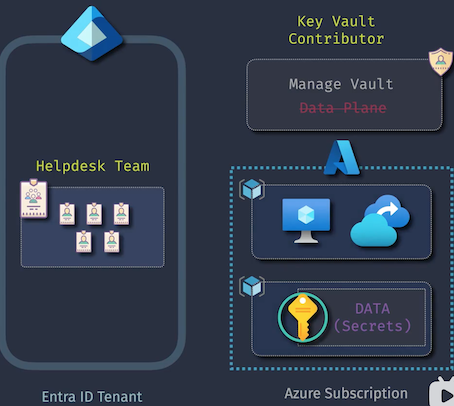 Key Vault
Contributor
Manage Vault
Data Plane
Helpdesk Team
DATA
(Secrets)
Entra ID Tenant
Azure Subscription